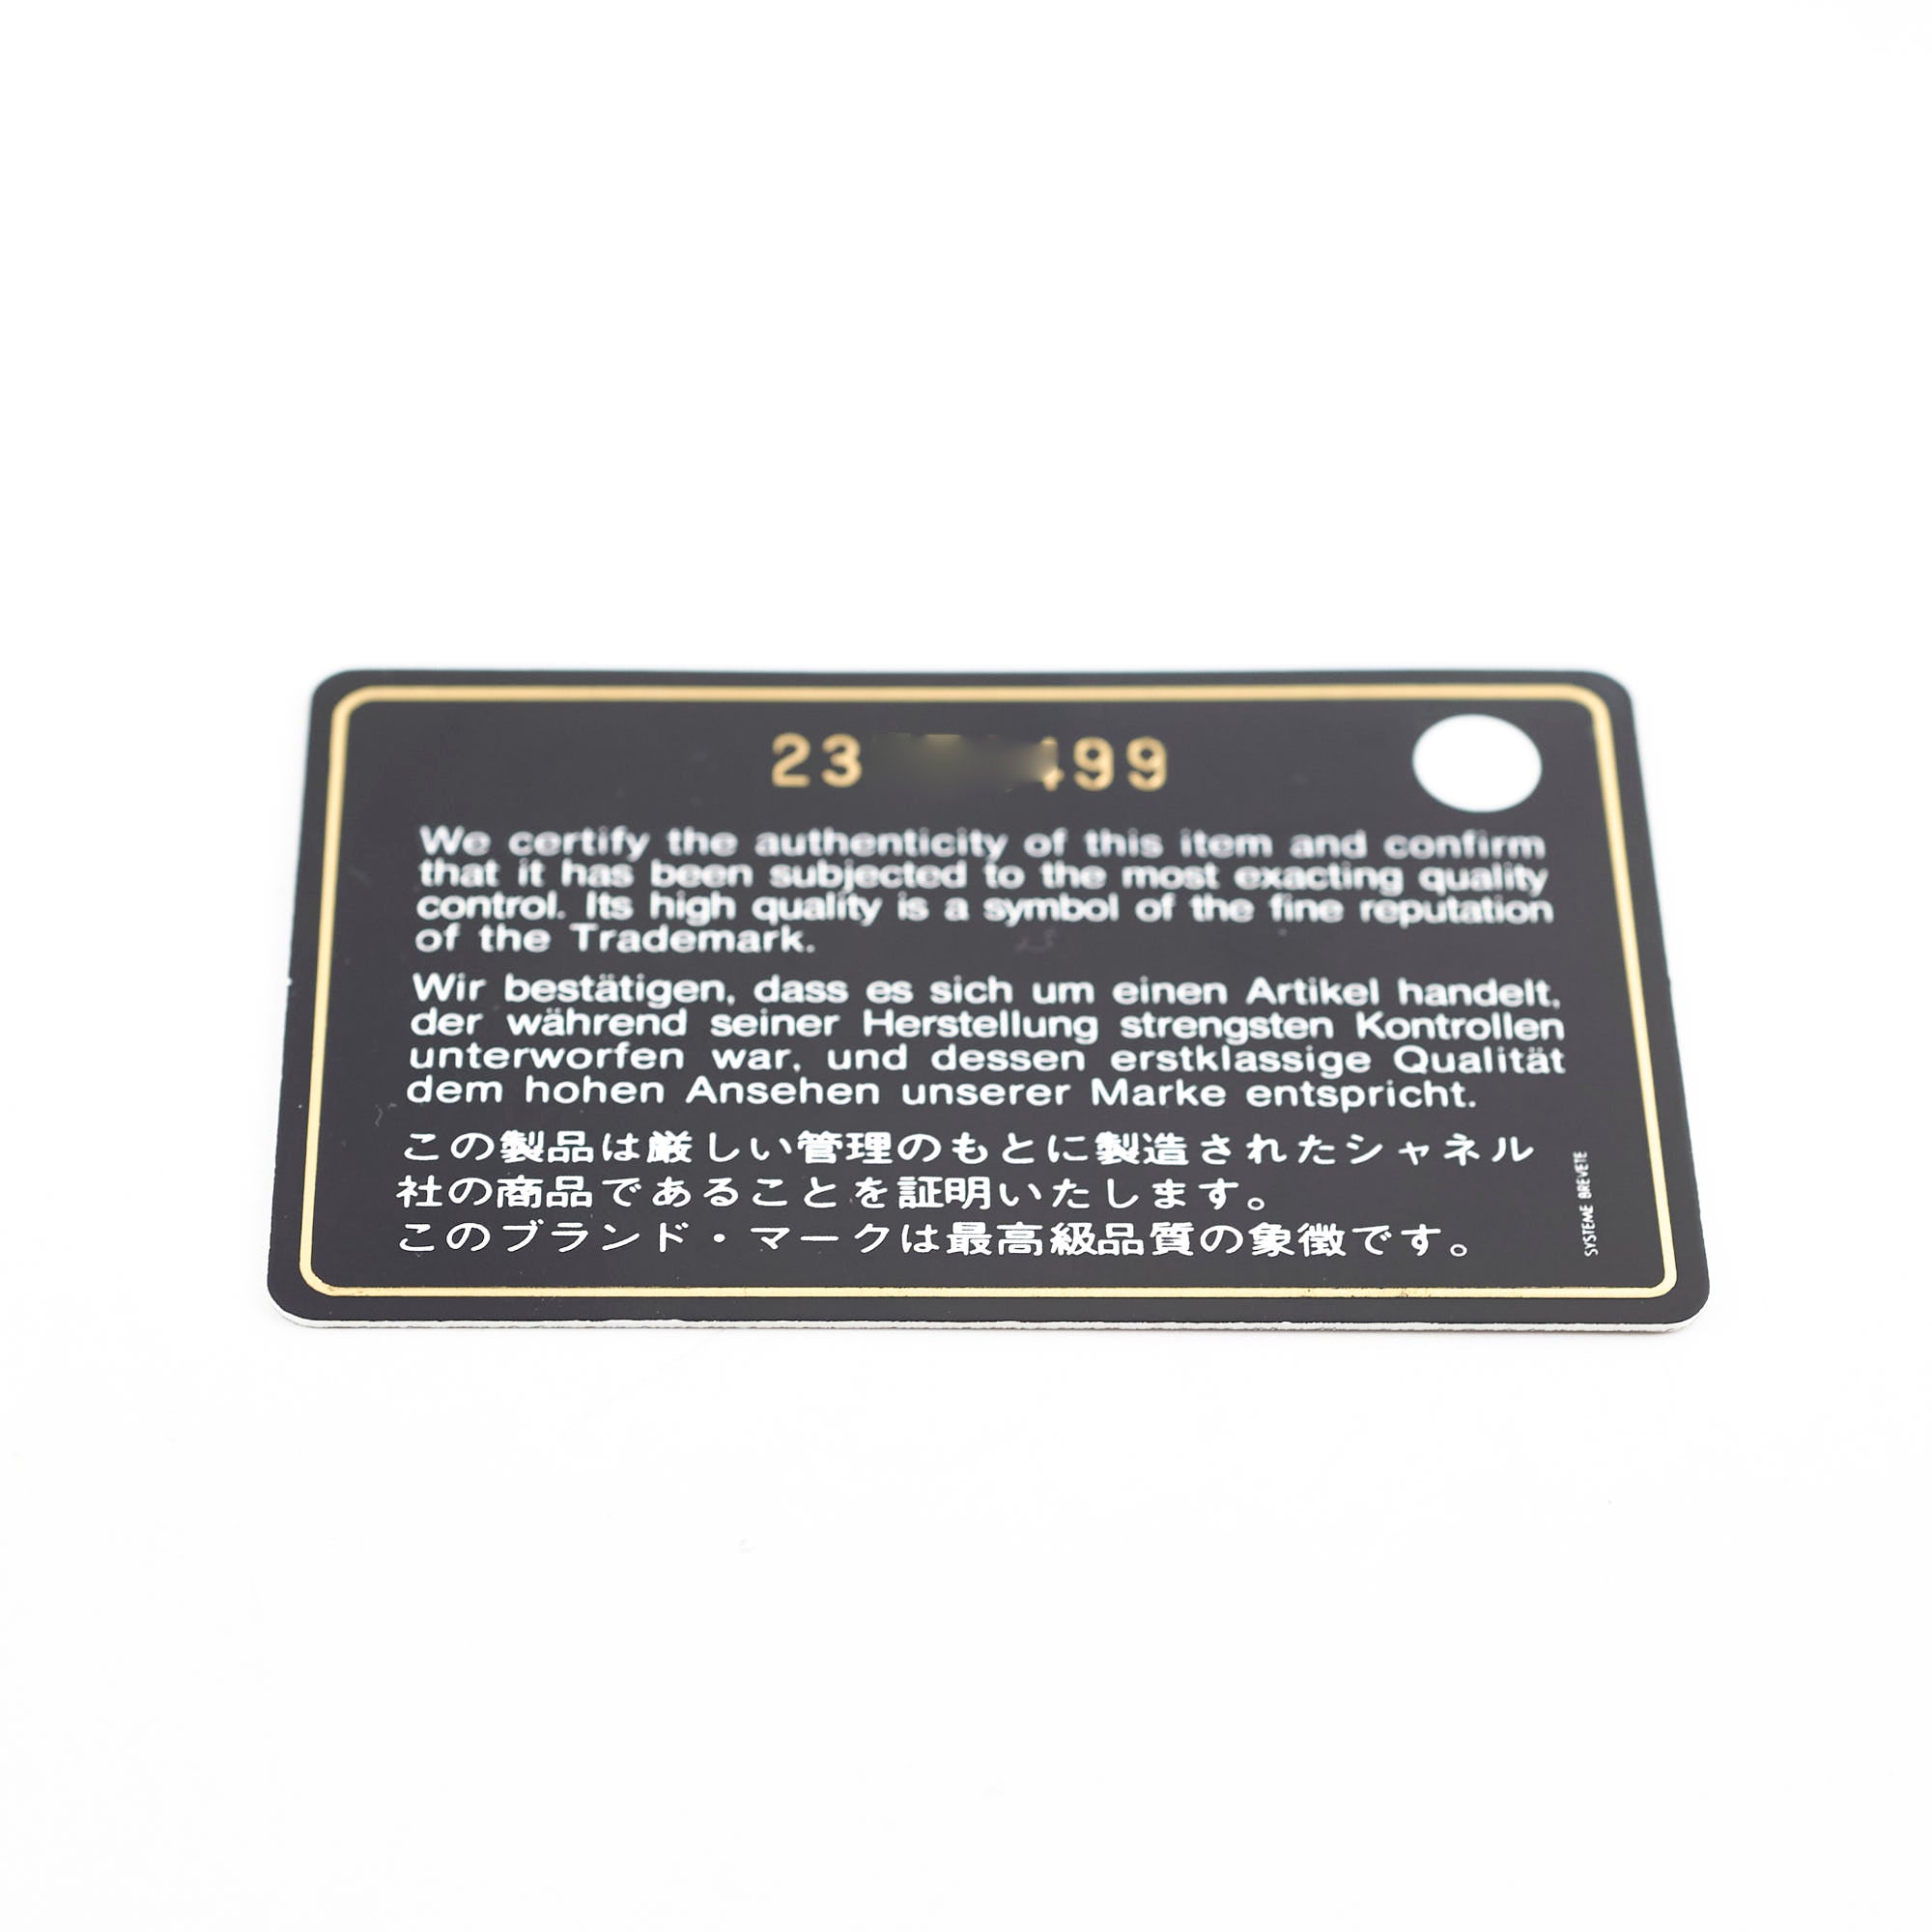 23 499
We certify the authenticity of this item and confirm
that it has been subjected to the most exacting quality
control. Its high quality is a symbol of the fine reputation
of the Trademark.
Wir bestätigen, dass es sich um einen Artikel handelt,
der während seiner Herstellung strengsten Kontrollen
unterworfen war, und dessen erstklassige Qualität
dem hohen Ansehen unserer Marke entspricht.
この製品は厳しい管理のもとに製造されたシャネル
社の商品であることを証明いたします。
このブランド・マークは最高級品質の象徴です。
SYSTEME BREVETE